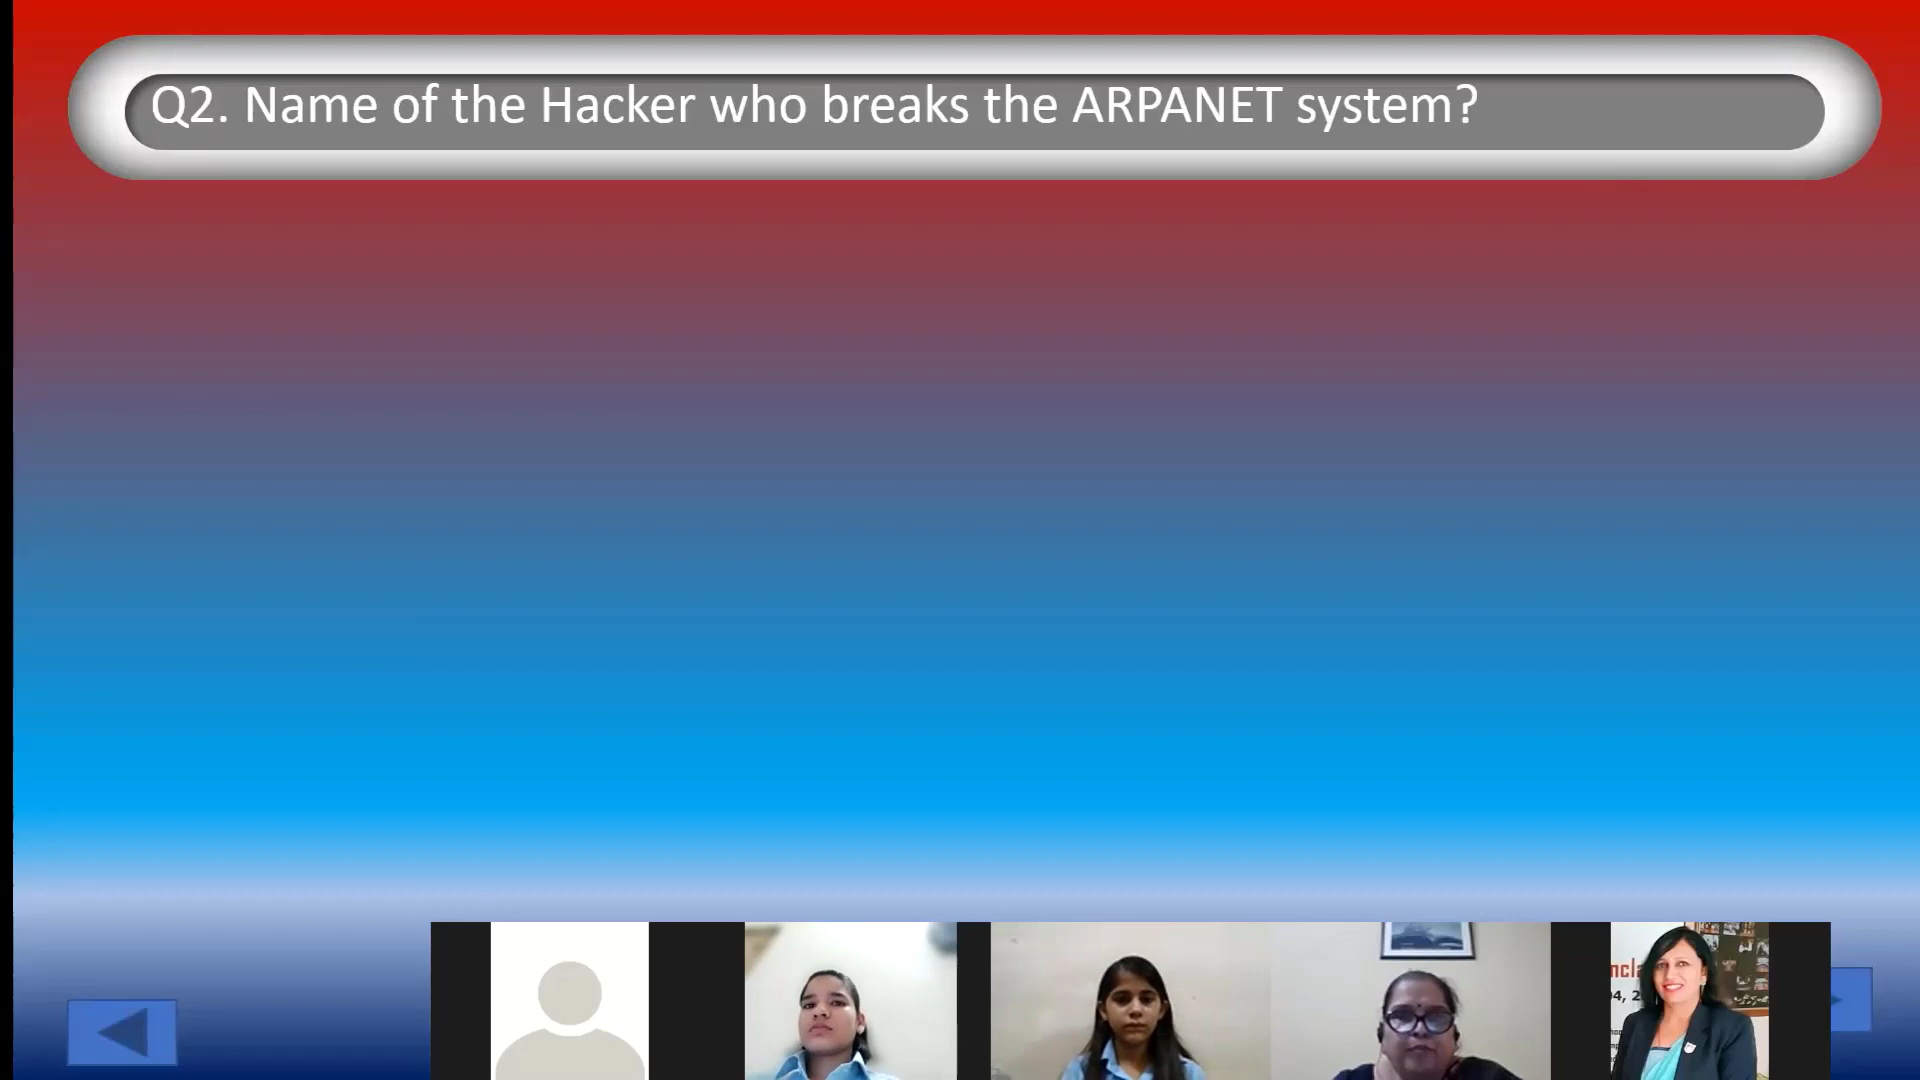 Q2. Name of the Hacker who breaks the ARPANET system?